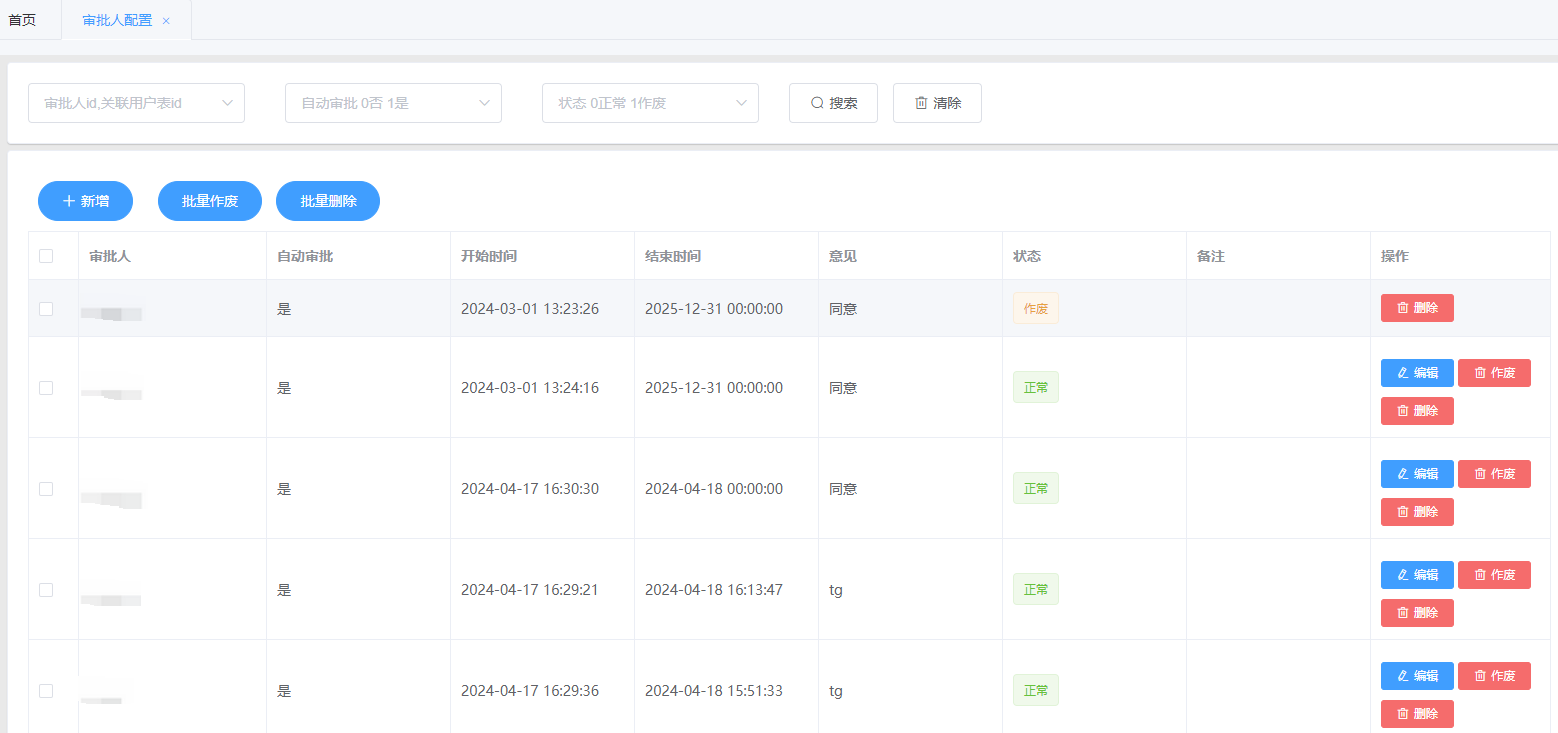 首页 审批人配置 ×
审批人id,关联用户表id 自动审批 0否 1是 状态 0正常 1作废 搜索 清除
+ 新增 批量作废 批量删除
审批人 自动审批 开始时间 结束时间 意见 状态 备注 操作
是 2024-03-01 13:23:26 2025-12-31 00:00:00 同意 作废 删除
是 2024-03-01 13:24:16 2025-12-31 00:00:00 同意 正常 编辑 作废
删除
是 2024-04-17 16:30:30 2024-04-18 00:00:00 同意 正常 编辑 作废
删除
是 2024-04-17 16:29:21 2024-04-18 16:13:47 tg 正常 编辑 作废
删除
是 2024-04-17 16:29:36 2024-04-18 15:51:33 tg 正常 编辑 作废
删除